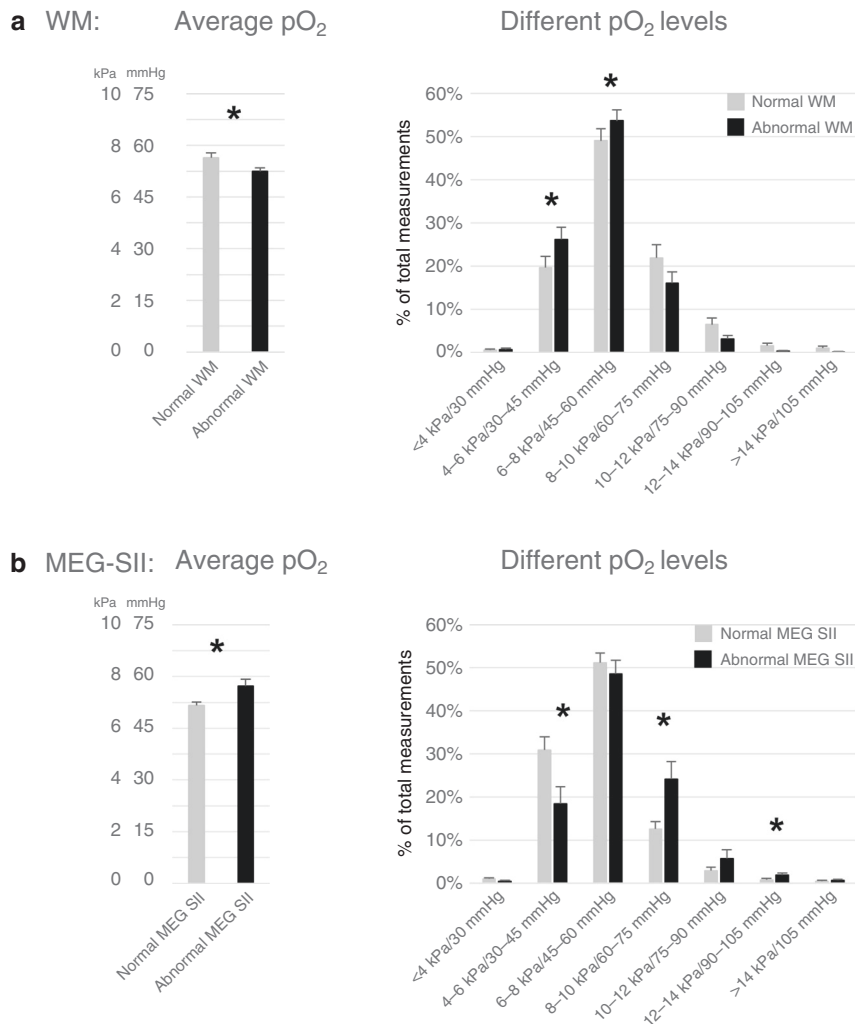 a WM: Average pO2 Different pO2 levels
kPa mmHg
10 75
8 60
6 45
4 30
2 15
0 0
*
Normal WM
Abnormal WM
% of total measurements
60%
50%
40%
30%
20%
10%
0%
*
*
Normal WM
Abnormal WM
<4 kPa/30 mmHg
4–6 kPa/30–45 mmHg
6–8 kPa/45–60 mmHg
8–10 kPa/60–75 mmHg
10–12 kPa/75–90 mmHg
12–14 kPa/90–105 mmHg
>14 kPa/105 mmHg
b MEG-SII: Average pO2 Different pO2 levels
kPa mmHg
10 75
8 60
6 45
4 30
2 15
0 0
*
Normal MEG SII
Abnormal MEG SII
% of total measurements
60%
50%
40%
30%
20%
10%
0%
*
*
*
Normal MEG SII
Abnormal MEG SII
<4 kPa/30 mmHg
4–6 kPa/30–45 mmHg
6–8 kPa/45–60 mmHg
8–10 kPa/60–75 mmHg
10–12 kPa/75–90 mmHg
12–14 kPa/90–105 mmHg
>14 kPa/105 mmHg